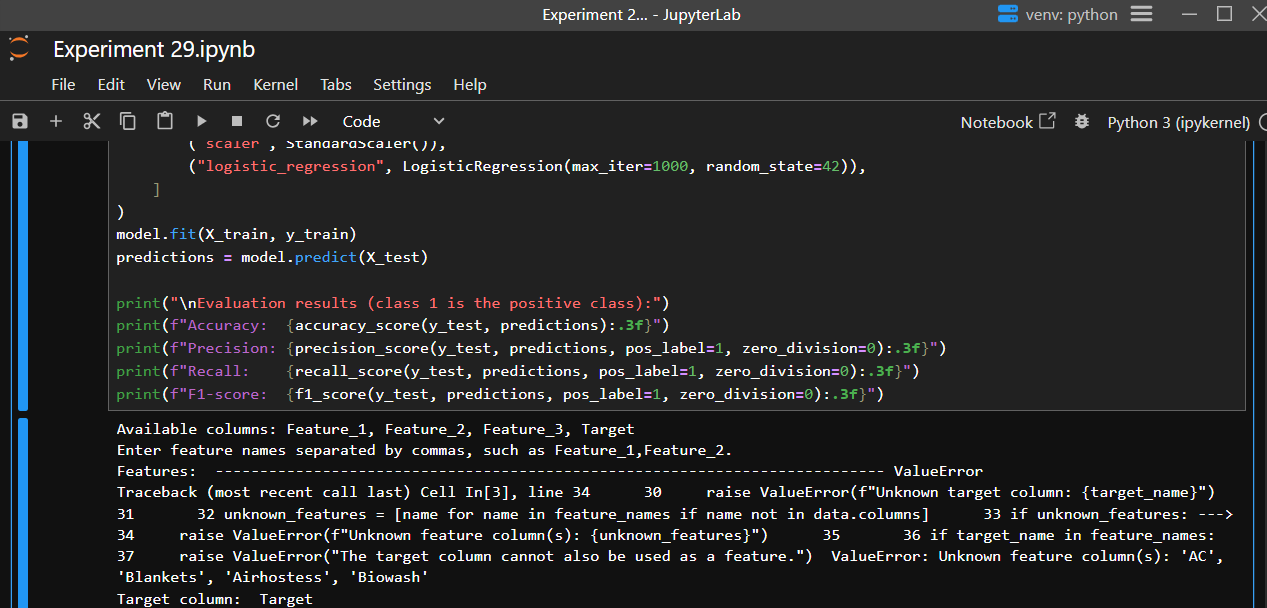 Experiment 2... - JupyterLab
venv: python
Experiment 29.ipynb
File Edit View Run Kernel Tabs Settings Help
Code
Notebook
Python 3 (ipykernel)
("scaler", StandardScaler()),
("logistic_regression", LogisticRegression(max_iter=1000, random_state=42)),
]
)
model.fit(X_train, y_train)
predictions = model.predict(X_test)
print("\nEvaluation results (class 1 is the positive class):")
print(f"Accuracy:  {accuracy_score(y_test, predictions):.3f}")
print(f"Precision: {precision_score(y_test, predictions, pos_label=1, zero_division=0):.3f}")
print(f"Recall:    {recall_score(y_test, predictions, pos_label=1, zero_division=0):.3f}")
print(f"F1-score:  {f1_score(y_test, predictions, pos_label=1, zero_division=0):.3f}")
Available columns: Feature_1, Feature_2, Feature_3, Target
Enter feature names separated by commas, such as Feature_1,Feature_2.
Features:  --------------------------------------------------------------------------- ValueError
Traceback (most recent call last) Cell In[3], line 34      30     raise ValueError(f"Unknown target column: {target_name}")
31       32 unknown_features = [name for name in feature_names if name not in data.columns]      33 if unknown_features: --->
34     raise ValueError(f"Unknown feature column(s): {unknown_features}")      35       36 if target_name in feature_names:
37     raise ValueError("The target column cannot also be used as a feature.")  ValueError: Unknown feature column(s): 'AC',
'Blankets', 'Airhostess', 'Biowash'
Target column:  Target